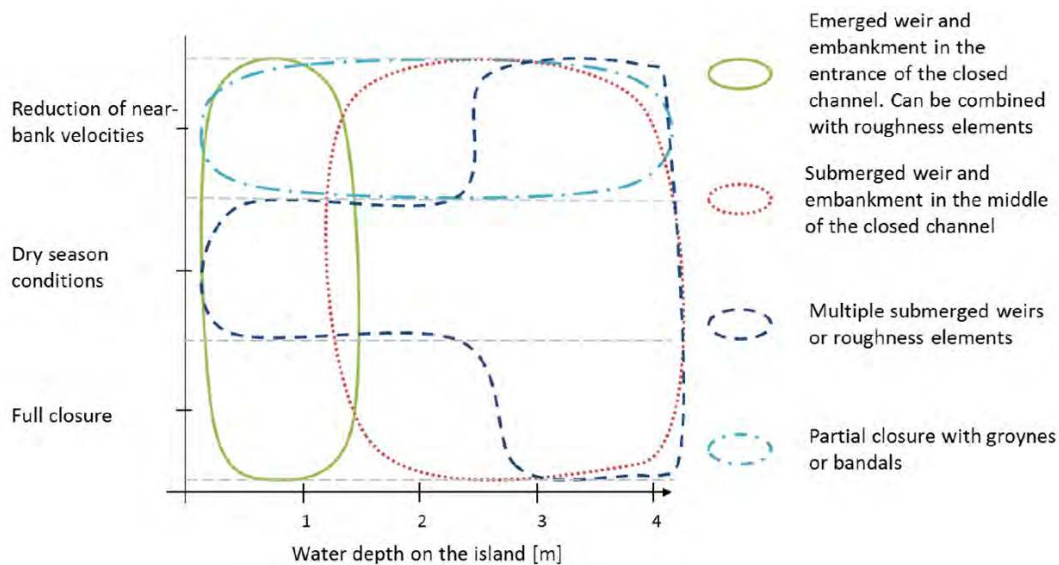 Reduction of near-
bank velocities
Dry season
conditions
Full closure
1
2
3
4
Water depth on the island [m]
Emerged weir and
embankment in the
entrance of the closed
channel. Can be combined
with roughness elements
Submerged weir and
embankment in the middle
of the closed channel
Multiple submerged weirs
or roughness elements
Partial closure with groynes
or bandals